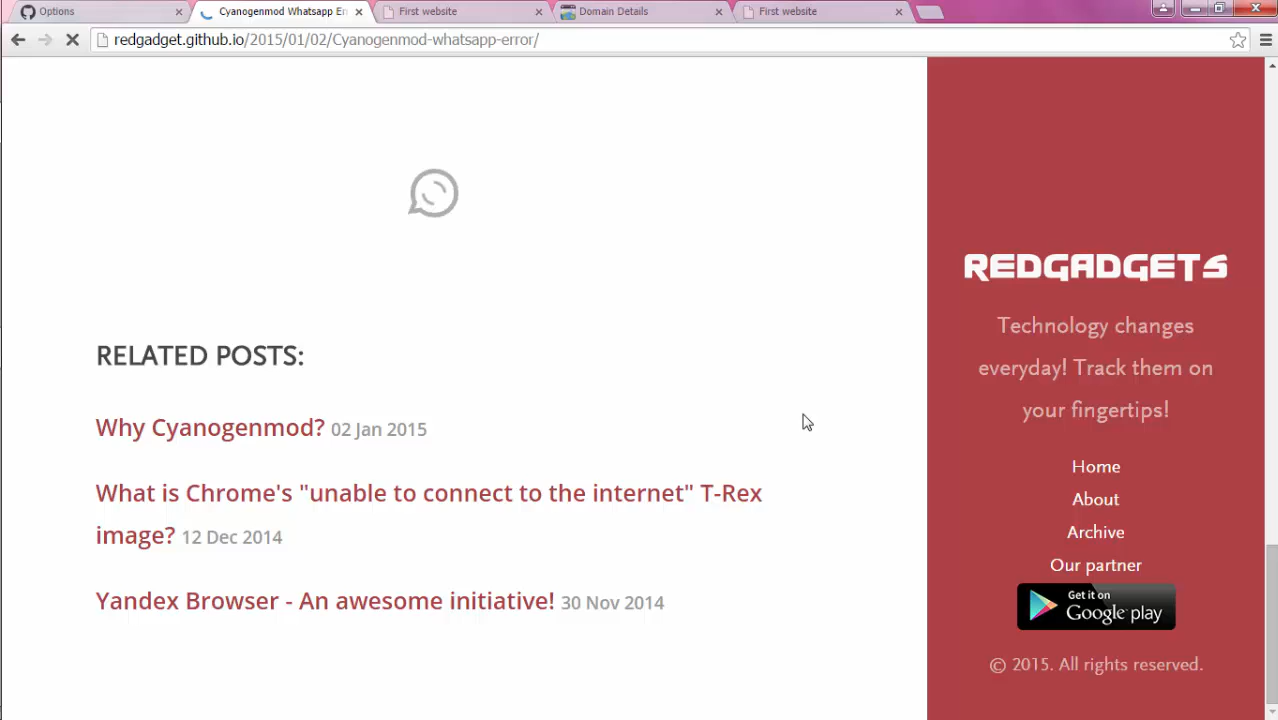 Options
Cyanogenmod Whatsapp Er
First website
Domain Details
First website
redgadget.github.io/2015/01/02/Cyanogenmod-whatsapp-error/
RELATED POSTS:
Why Cyanogenmod? 02 Jan 2015
What is Chrome's "unable to connect to the internet" T-Rex
image? 12 Dec 2014
Yandex Browser - An awesome initiative! 30 Nov 2014
REDGADGETS
Technology changes
everyday! Track them on
your fingertips!
Home
About
Archive
Our partner
Get it on
Google play
© 2015. All rights reserved.